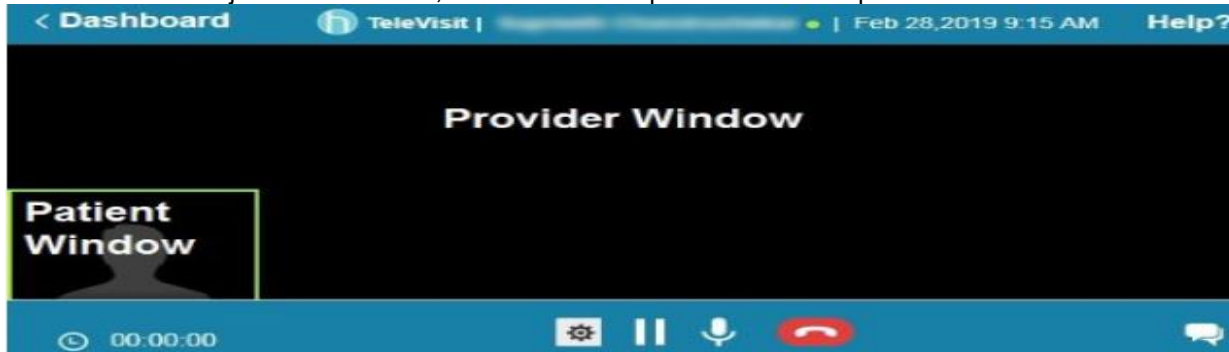 < Dashboard TeleVisit | | Feb 28,2019 9:15 AM Help?
Provider Window
Patient
Window
00:00:00